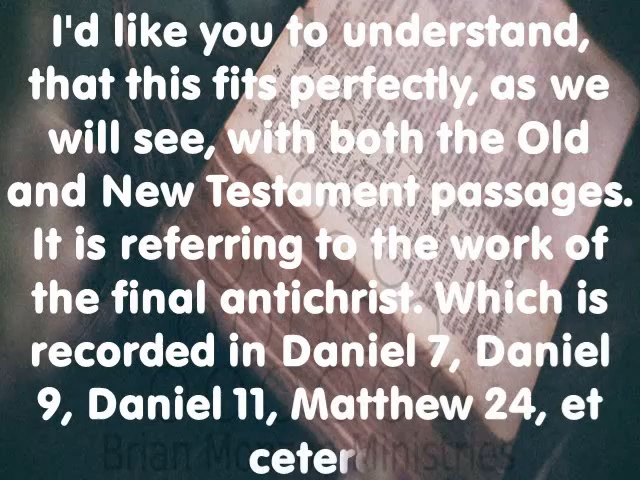 I'd like you to understand,
that this fits perfectly, as we
will see, with both the Old
and New Testament passages.
It is referring to the work of
the final antichrist. Which is
recorded in Daniel 7, Daniel
9, Daniel 11, Matthew 24, et
ceter
Brian Ministries